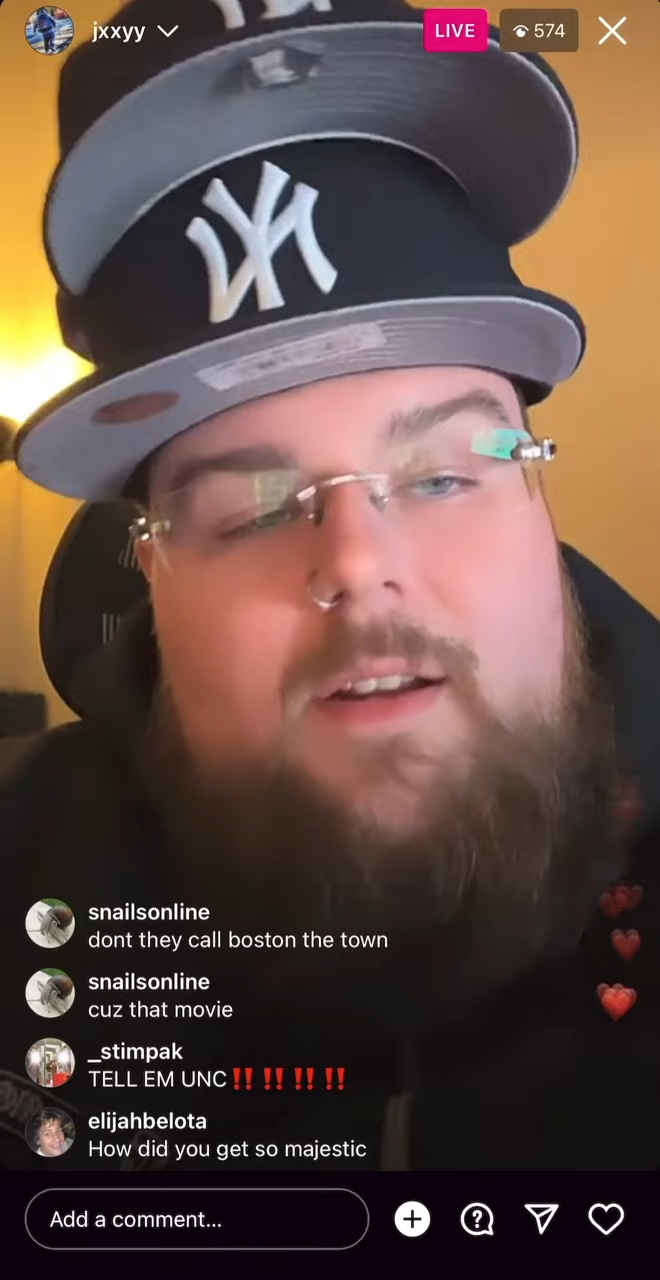 jxxyy
LIVE
574
snailsonline
dont they call boston the town
snailsonline
cuz that movie
_stimpak
TELL EM UNC‼️ ‼️ ‼️ ‼️
elijahbelota
How did you get so majestic
Add a comment...